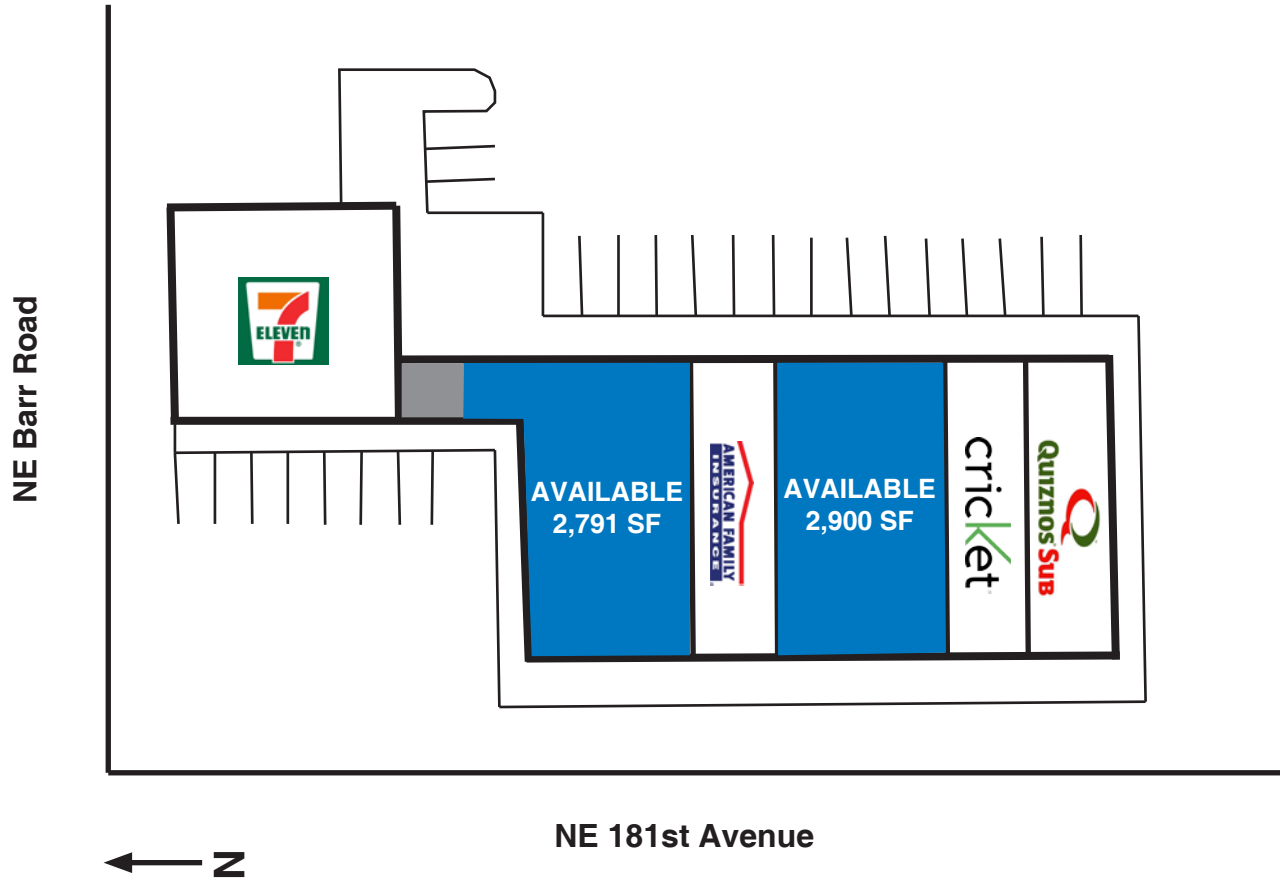 NE Barr Road
7
ELEVEN
®
AVAILABLE
2,791 SF
AMERICAN FAMILY
INSURANCE
AVAILABLE
2,900 SF
cricket
Quiznos Sub
NE 181st Avenue
N